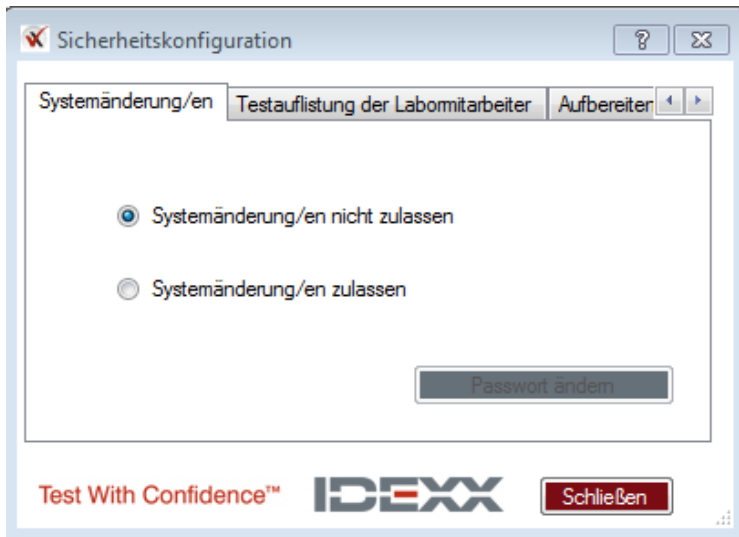 Sicherheitskonfiguration
Systemänderung/en Testauflistung der Labormitarbeiter Aufbereiten
Systemänderung/en nicht zulassen
Systemänderung/en zulassen
Passwort ändern
Test With Confidence™ IDEXX Schließen